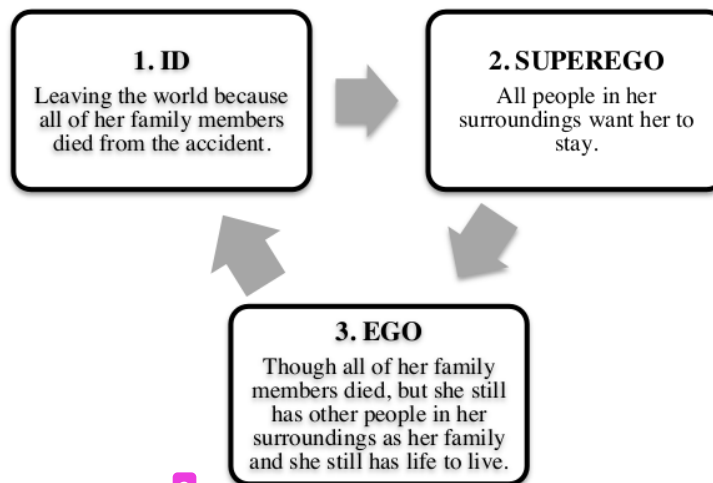 1. ID
Leaving the world because
all of her family members
died from the accident.
2. SUPEREGO
All people in her
surroundings want her to
stay.
3. EGO
Though all of her family
members died, but she still
has other people in her
surroundings as her family
and she still has life to live.